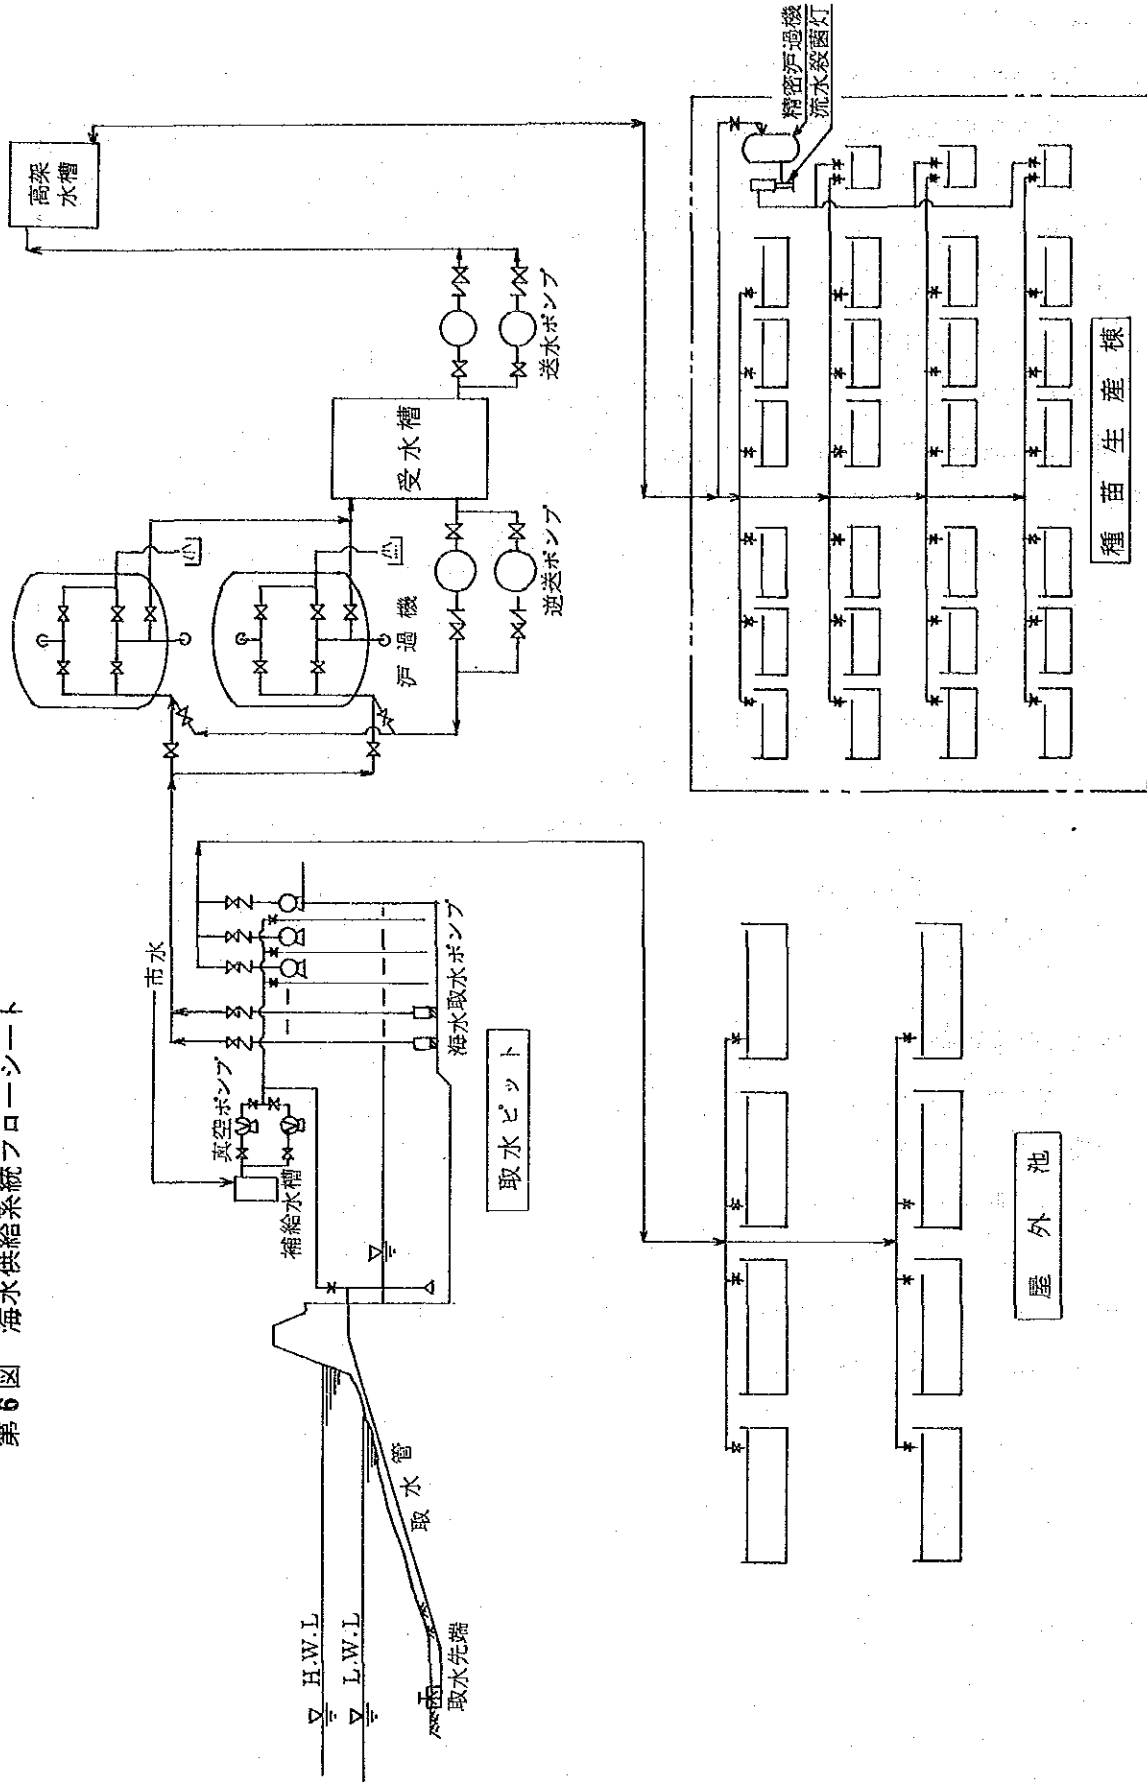 第6図 海水供給系統フローシート
高架
水槽
精密沪過機
流水殺菌灯
送水ポンプ
受水槽
逆送ポンプ
沪過機
種苗生産棟
市水
真空ポンプ
補給水槽
海水取水ポンプ
取水ピット
H.W.L
L.W.L
取水管
取水先端
屋外池